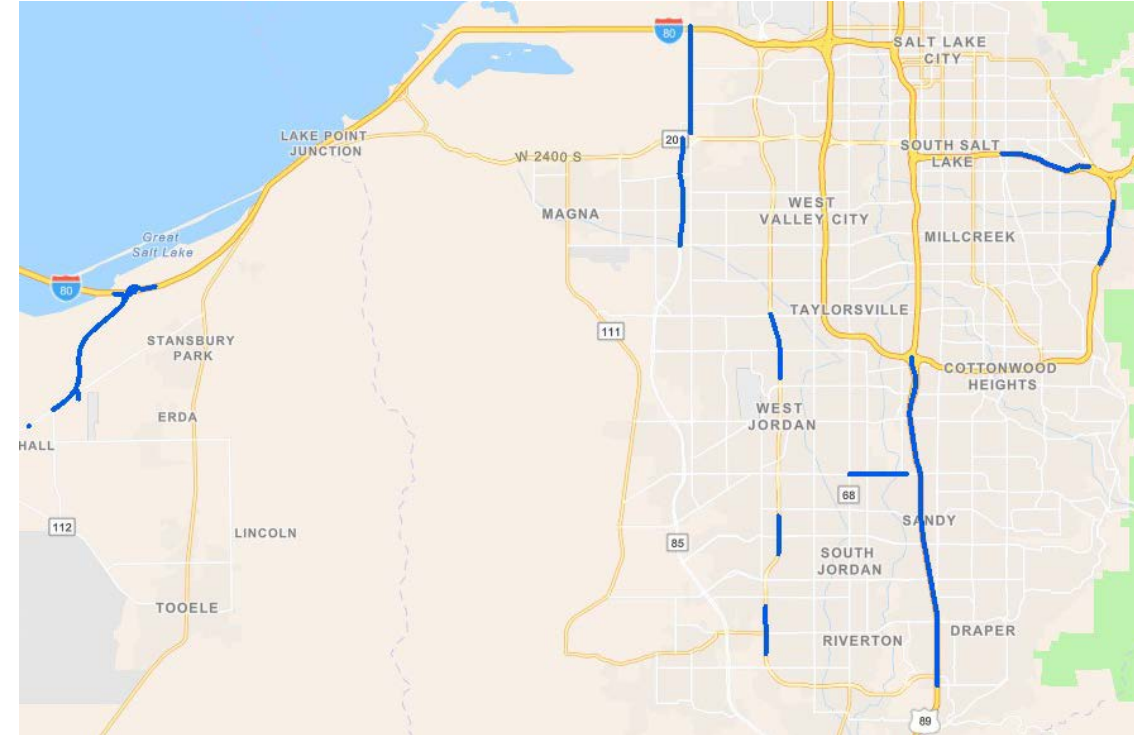 80
SALT LAKE
CITY
LAKE POINT
JUNCTION
201
SOUTH SALT
LAKE
W 2400 S
MAGNA
WEST
VALLEY CITY
Great
Salt Lake
MILLCREEK
80
TAYLORSVILLE
STANSBURY
PARK
111
COTTONWOOD
HEIGHTS
WEST
JORDAN
ERDA
HALL
68
112
LINCOLN
85
SANDY
SOUTH
JORDAN
TOOELE
DRAPER
RIVERTON
89